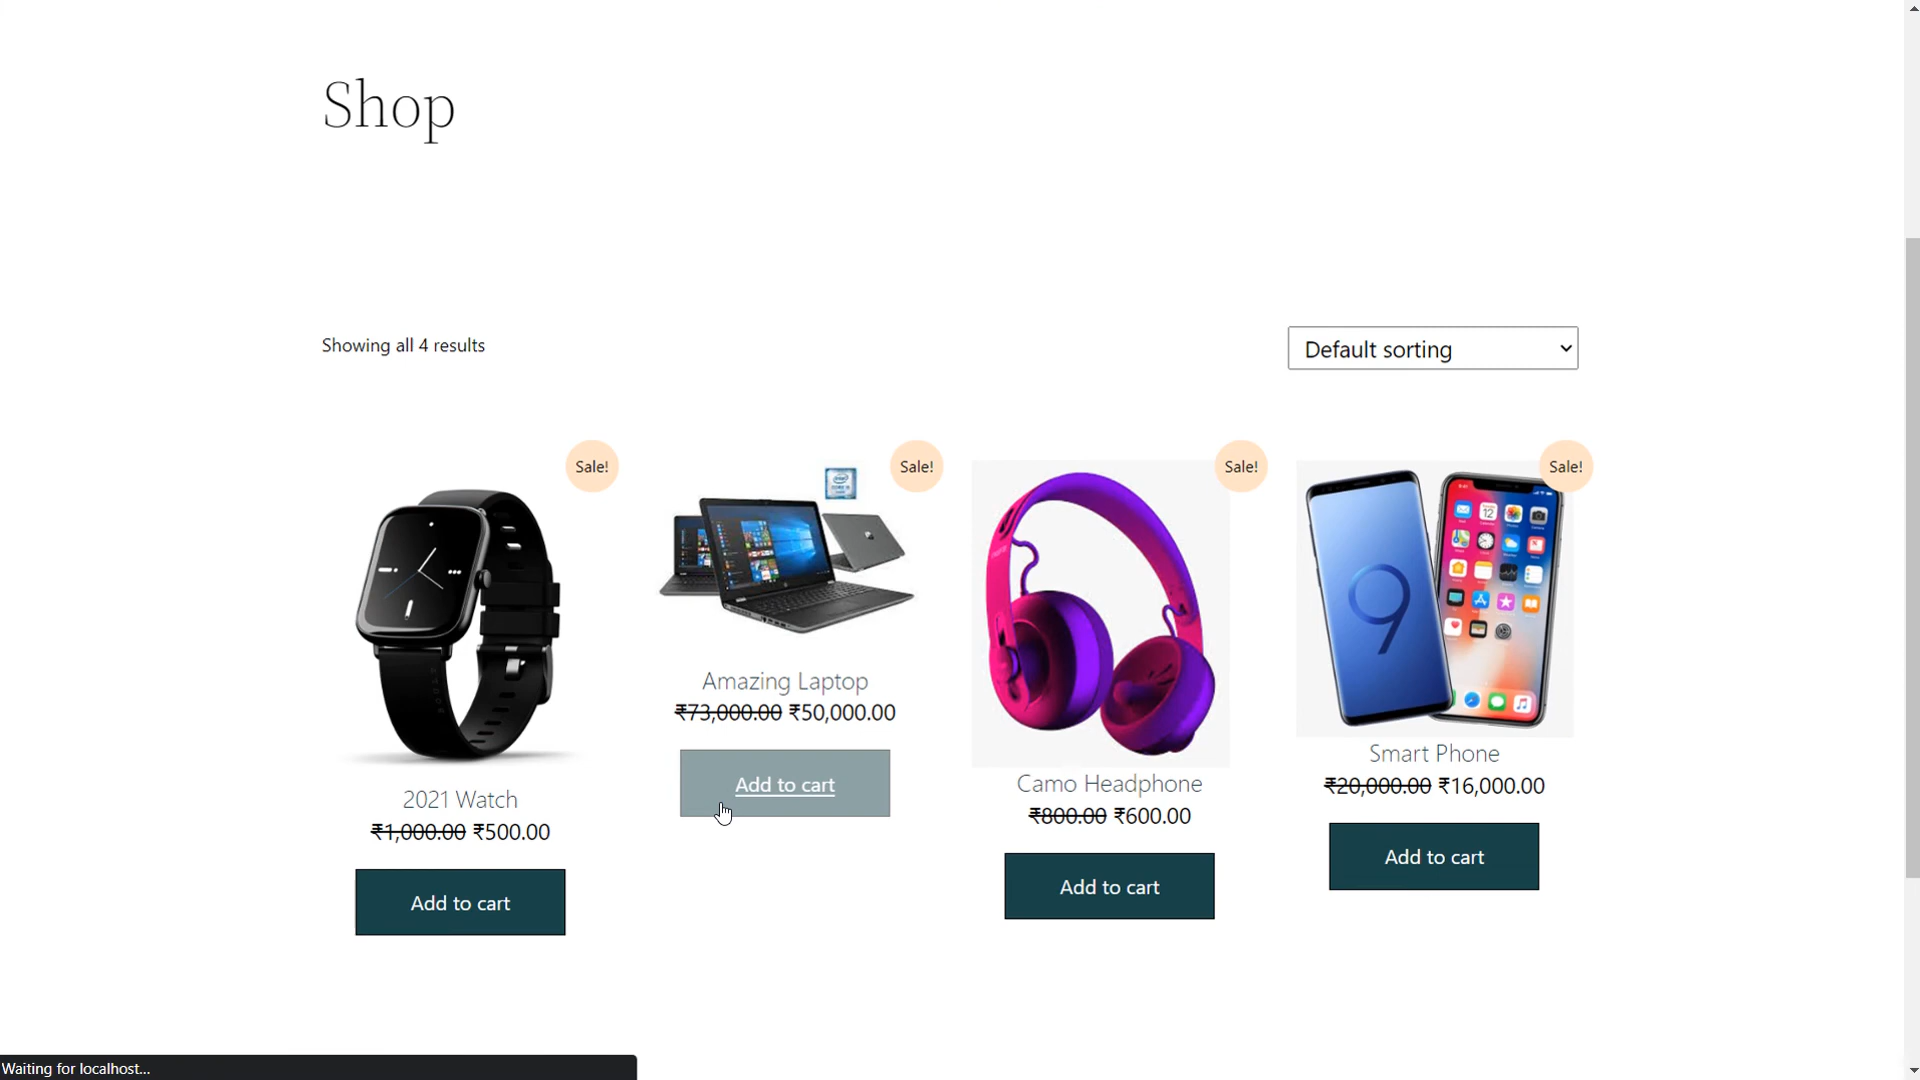 Shop
Showing all 4 results
Default sorting
Sale!
Sale!
Sale!
Sale!
9
Amazing Laptop
₹73,000.00 ₹50,000.00
Add to cart
Smart Phone
₹20,000.00 ₹16,000.00
Add to cart
Camo Headphone
₹800.00 ₹600.00
Add to cart
2021 Watch
₹1,000.00 ₹500.00
Add to cart
Waiting for localhost...